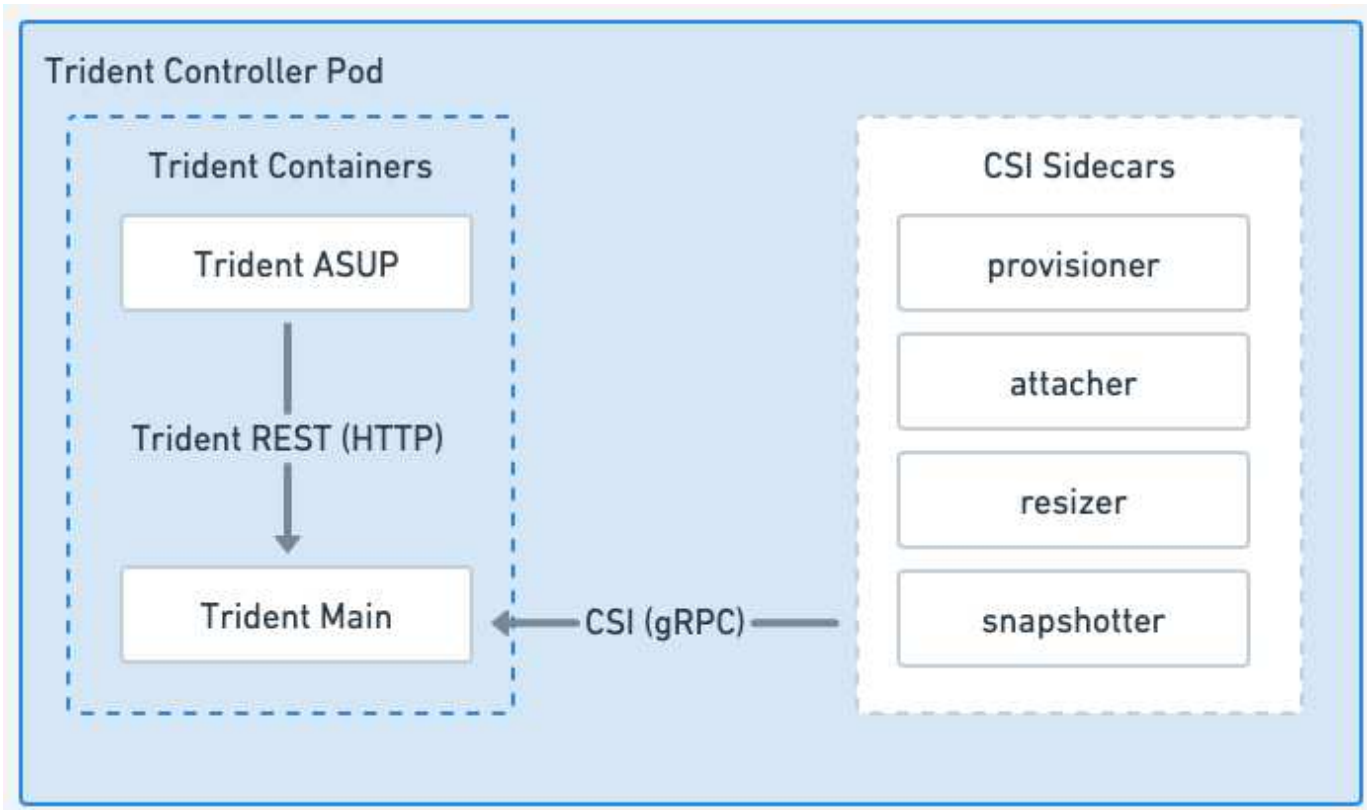 Trident Controller Pod
Trident Containers
Trident ASUP
Trident REST (HTTP)
Trident Main
CSI (gRPC)
CSI Sidecars
provisioner
attacher
resizer
snapshotter